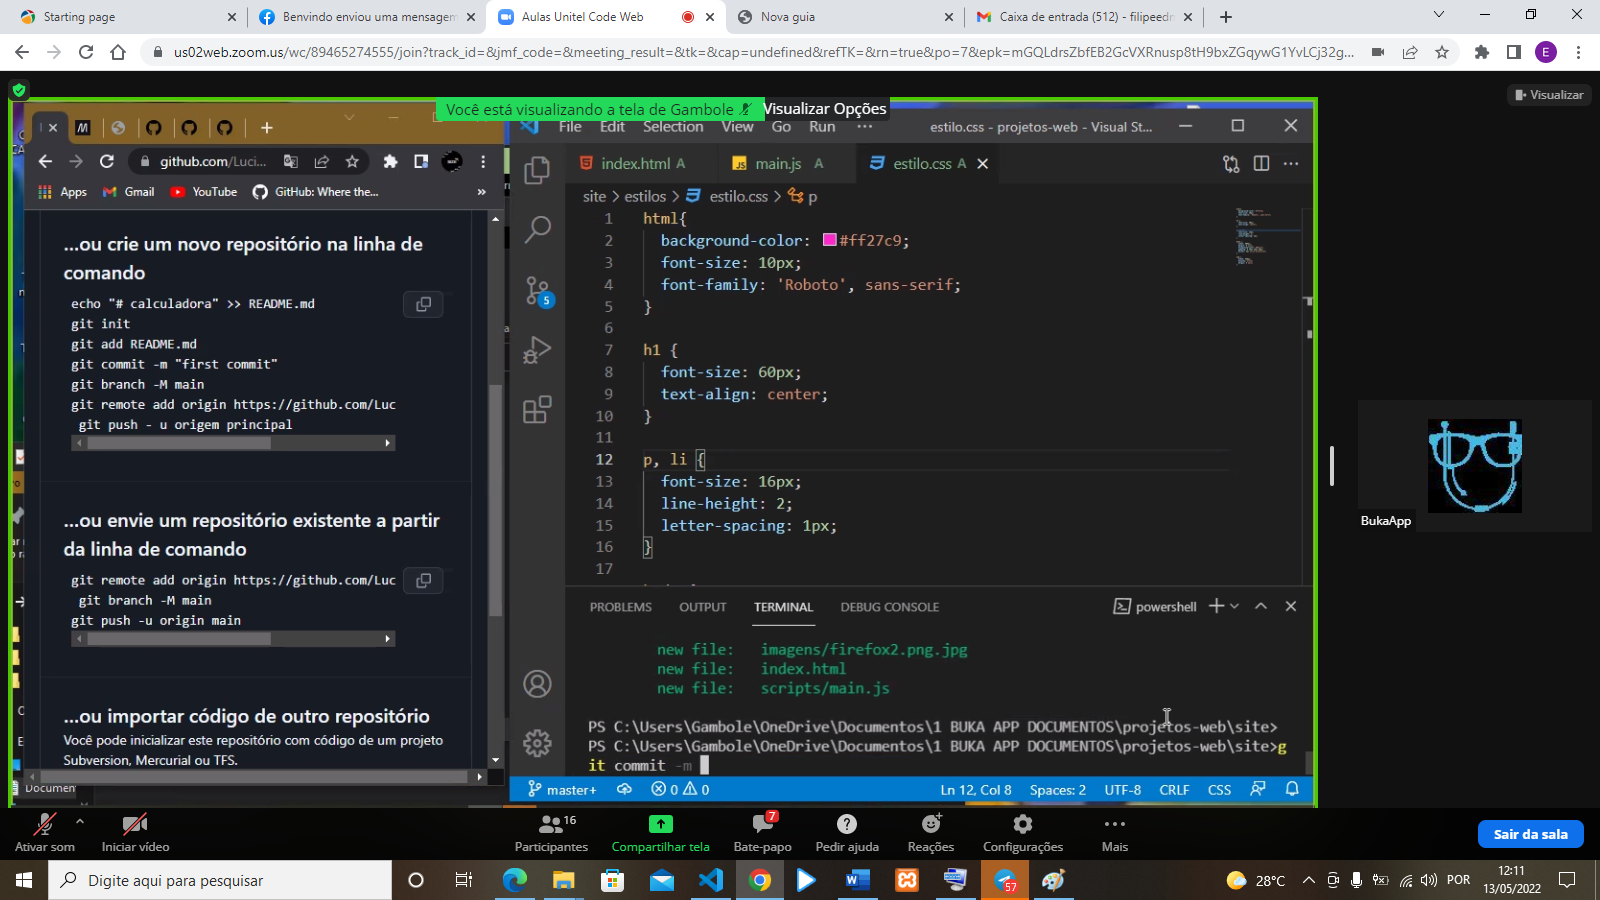 Starting page
Benvindo enviou uma mensagem
Aulas Unitel Code Web
Nova guia
Caixa de entrada (512) - filipeedn
us02web.zoom.us/wc/89465274555/join?track_id=&jmf_code=&meeting_result=&tk=&cap=undefined&refTK=&rn=true&po=7&epk=mGQLdrsZbfEB2GcVXRnusp8tH9bxZGqywG1YvLCj32g...
E
Você está visualizando a tela de Gambole
Visualizar Opções
Visualizar
github.com/Luci...
Apps
Gmail
YouTube
GitHub: Where the...
»
...ou crie um novo repositório na linha de
comando
echo "# calculadora" >> README.md
git init
git add README.md
git commit -m "first commit"
git branch -M main
git remote add origin https://github.com/Luc
git push - u origem principal
...ou envie um repositório existente a partir
da linha de comando
git remote add origin https://github.com/Luc
git branch -M main
git push -u origin main
...ou importar código de outro repositório
Você pode inicializar este repositório com código de um projeto
Subversion, Mercurial ou TFS.
Documen
File Edit Selection View Go Run ...
estilo.css - projetos-web - Visual St...
index.html A
main.js A
estilo.css A
site > estilos > estilo.css > p
1 html{
2 background-color: #ff27c9;
3 font-size: 10px;
4 font-family: 'Roboto', sans-serif;
5 }
6
7 h1 {
8 font-size: 60px;
9 text-align: center;
10 }
11
12 p, li {
13 font-size: 16px;
14 line-height: 2;
15 letter-spacing: 1px;
16 }
17
5
PROBLEMS OUTPUT TERMINAL DEBUG CONSOLE
powershell
new file: imagens/firefox2.png.jpg
new file: index.html
new file: scripts/main.js
PS C:\Users\Gambole\OneDrive\Documentos\1 BUKA APP DOCUMENTOS\projetos-web\site>
PS C:\Users\Gambole\OneDrive\Documentos\1 BUKA APP DOCUMENTOS\projetos-web\site>g
it commit -m
master+
0 0
Ln 12, Col 8 Spaces: 2 UTF-8 CRLF CSS
BukaApp
Ativar som
Iniciar vídeo
16
Participantes
Compartilhar tela
7
Bate-papo
Pedir ajuda
Reações
Configurações
Mais
Sair da sala
Digite aqui para pesquisar
57
28°C
POR
12:11
13/05/2022